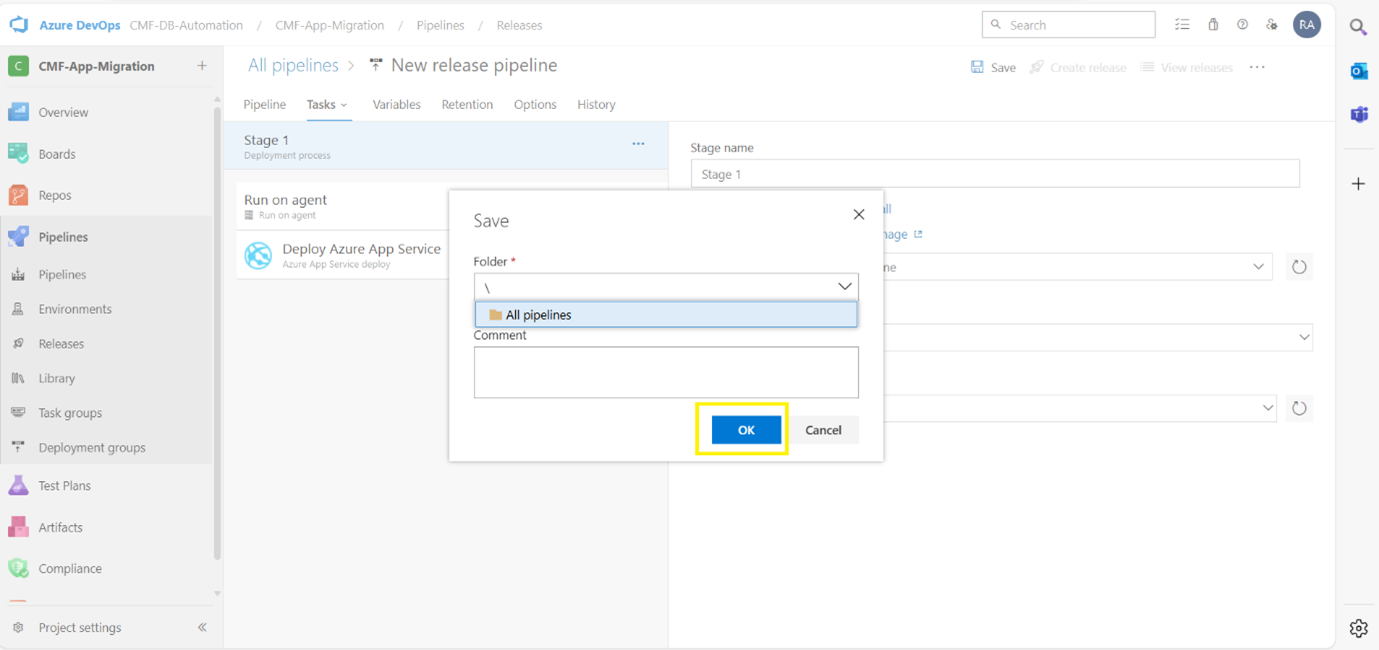 Azure DevOps CMF-DB-Automation / CMF-App-Migration / Pipelines / Releases
Search
RA
C CMF-App-Migration
All pipelines > New release pipeline
Save Create release View releases ...
Overview
Boards
Repos
Pipelines
Pipelines
Environments
Releases
Library
Task groups
Deployment groups
Test Plans
Artifacts
Compliance
Project settings
Pipeline Tasks Variables Retention Options History
Stage 1
Deployment process
Run on agent
Run on agent
Deploy Azure App Service
Azure App Service deploy
Stage name
Stage 1
Save
Folder *
\
All pipelines
Comment
OK Cancel